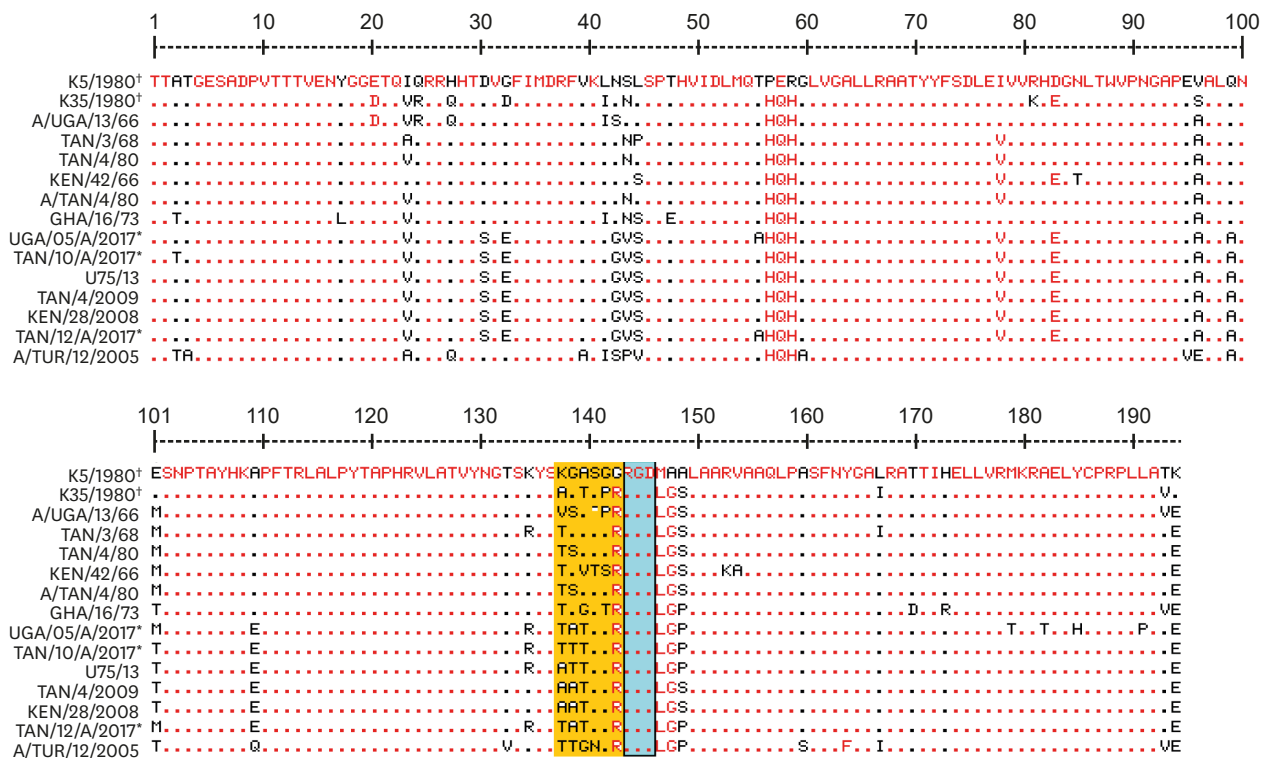 1 10 20 30 40 50 60 70 80 90 100
K5/1980† TTATGESADPVTTTVENYGGETQIQRRHHTDVGFIMDRFVKLNSLSPTHVIDLMQTPERGLVGALLRAATYYFSDLEIVVRHDGNLTWVPNGAPEVALQN
K35/1980† ....................D..VR..Q....D........I.N............HQH.....................K.E............S....
A/UGA/13/66 ....................D..VR..Q.............IS.............HQH....................................A....
TAN/3/68 .......................A...................NP...........HQH..................V.................A....
TAN/4/80 .......................V...................N............HQH..................V.................A....
KEN/42/66 ............................................S...........HQH..................V....E.T..........A....
A/TAN/4/80 .......................V...................N............HQH..................V.................A....
GHA/16/73 ..T..............L.....V.................I.NS..E........HQH....................................A....
UGA/05/A/2017* .......................V......S.E.........GVS..........AHQH..................V....E............A..A.
TAN/10/A/2017* ..T....................V......S.E.........GVS...........HQH..................V....E............A..A.
U75/13 .......................V......S.E.........GVS...........HQH..................V....E............A..A.
TAN/4/2009 .......................V......S.E.........GVS...........HQH..................V....E............A..A.
KEN/28/2008 .......................V......S.E.........GVS...........HQH..................V....E............A..A.
TAN/12/A/2017* .......................V......S.E.........GVS..........AHQH..................V....E............A..A.
A/TUR/12/2005 ..TA...................A...Q...........A.ISPV...........HQHA..................................VE..A.
101 110 120 130 140 150 160 170 180 190
K5/1980† ESNPTAYHKAPFTRLALPYTAPHRVLATVYNGTSKYSKGASGGRGDMAALAARVAAQLPASFNYGALRATTIHELLVRMKRAELYCPRPLLATK
K35/1980† .....................................A.T.PR...LGS.................I.........................V.
A/UGA/13/66 M....................................VS.-PR...LGS...........................................VE
TAN/3/68 M.................................R..T....R...LGS.................I..........................E
TAN/4/80 M....................................TS...R...LGS............................................E
KEN/42/66 M....................................T.VTSR...LGS...KA.......................................E
A/TAN/4/80 M....................................TS...R...LGS............................................E
GHA/16/73 T....................................T.G.TR...LGP....................D..R...................VE
UGA/05/A/2017* M........E........................R..TAT..R...LGP.............................T..T..H.....P..E
TAN/10/A/2017* T........E........................R..TTT..R...LGP............................................E
U75/13 T........E........................R..ATT..R...LGP............................................E
TAN/4/2009 T........E...........................AAT..R...LGS............................................E
KEN/28/2008 T........E...........................AAT..R...LGS............................................E
TAN/12/A/2017* M........E........................R..TAT..R...LGP............................................E
A/TUR/12/2005 T........Q......................V....TTGN.R...LGP..........S...F..I.........................VE